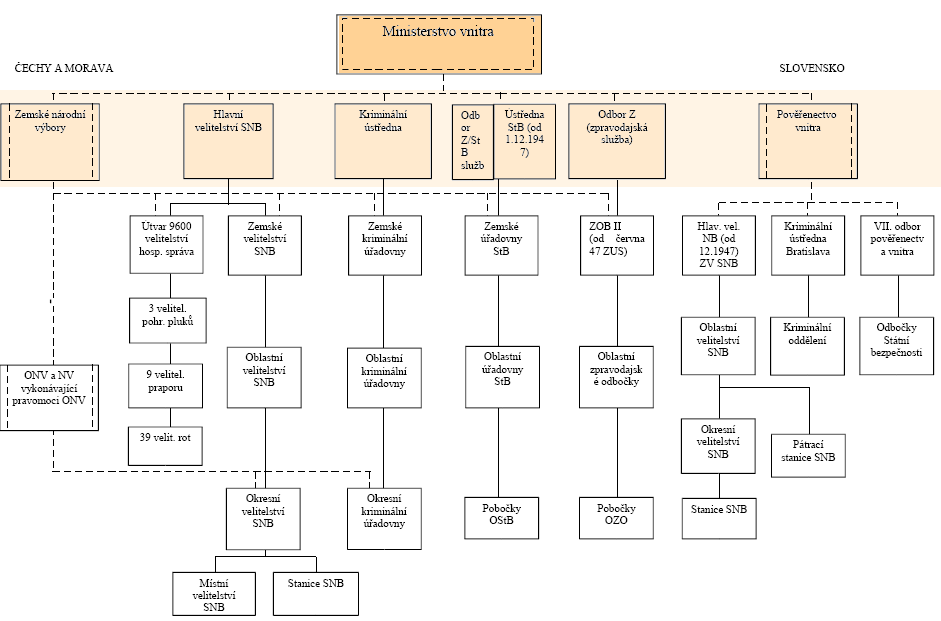 Ministerstvo vnitra
ČECHY A MORAVA
SLOVENSKO
Zemské národní
výbory
Hlavní
velitelství SNB
Kriminální
ústredna
Odb
or
Z/St
B
služb
Ústredna
StB (od
1.12.194
7)
Odbor Z
(zpravodajská
služba)
Pověřenectvo
vnitra
Útvar 9600
velitelství
hosp. správa
Zemské
velitelství
SNB
Zemské
kriminální
úřadovny
Zemské
úřadovny
StB
ZOB II
(od června
47 ZUS)
Hlav. vel.
NB (od
12.1947)
ZV SNB
Kriminální
ústředna
Bratislava
VII. odbor
pověřenectv
a vnitra
3 velitel.
pohr. pluků
Oblastní
velitelství
SNB
Kriminální
oddělení
Odbočky
Státní
bezpečnosti
ONV a NV
vykonávající
pravomoci ONV
9 velitel.
praporu
Oblastní
velitelství
SNB
Oblastní
kriminální
úřadovny
Oblastní
úřadovny
StB
Oblastní
zpravodajsk
é odbočky
39 velit. rot
Okresní
velitelství
SNB
Pátrací
stanice SNB
Okresní
velitelství
SNB
Okresní
kriminální
úřadovny
Pobočky
OStB
Pobočky
OZO
Stanice SNB
Místní
velitelství
SNB
Stanice SNB